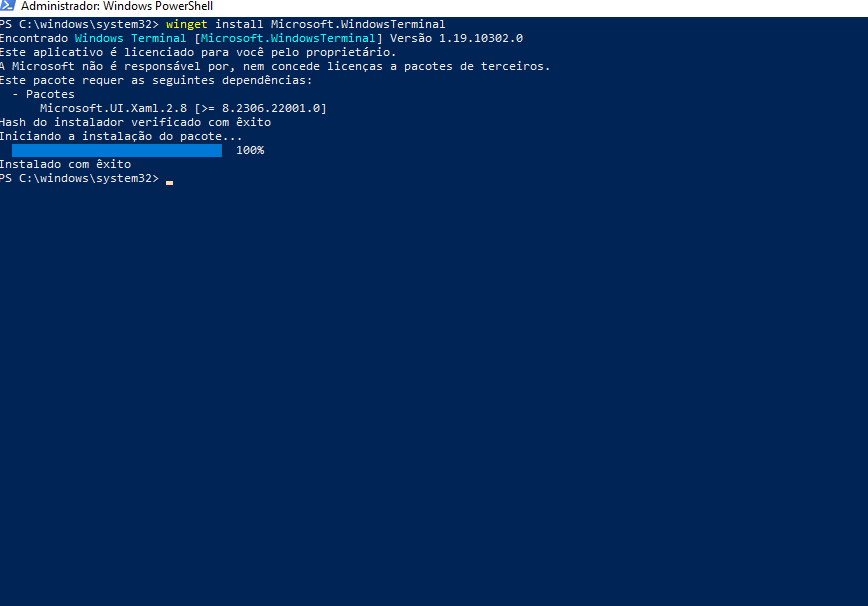 Administrador: Windows PowerShell
PS C:\windows\system32> winget install Microsoft.WindowsTerminal
Encontrado Windows Terminal [Microsoft.WindowsTerminal] Versão 1.19.10302.0
Este aplicativo é licenciado para você pelo proprietário.
A Microsoft não é responsável por, nem concede licenças a pacotes de terceiros.
Este pacote requer as seguintes dependências:
- Pacotes
Microsoft.UI.Xaml.2.8 [>= 8.2306.22001.0]
Hash do instalador verificado com êxito
Iniciando a instalação do pacote...
100%
Instalado com êxito
PS C:\windows\system32>